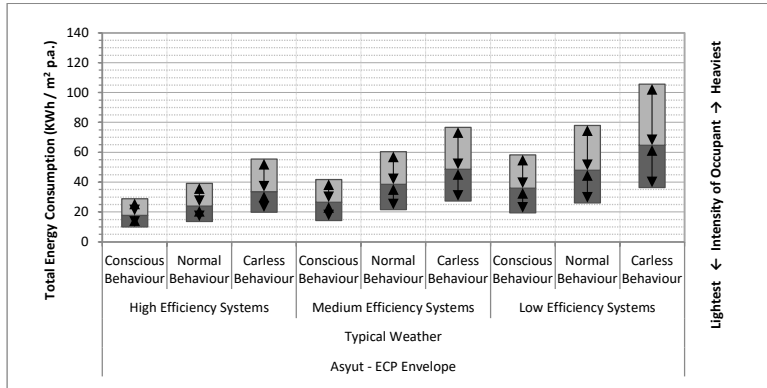 Total Energy Consumption (KWh / m² p.a.)
140
120
100
80
60
40
20
0
Conscious Behaviour
Normal Behaviour
Carless Behaviour
Conscious Behaviour
Normal Behaviour
Carless Behaviour
Conscious Behaviour
Normal Behaviour
Carless Behaviour
High Efficiency Systems
Medium Efficiency Systems
Low Efficiency Systems
Typical Weather
Asyut - ECP Envelope
Lightest ← Intensity of Occupant → Heaviest